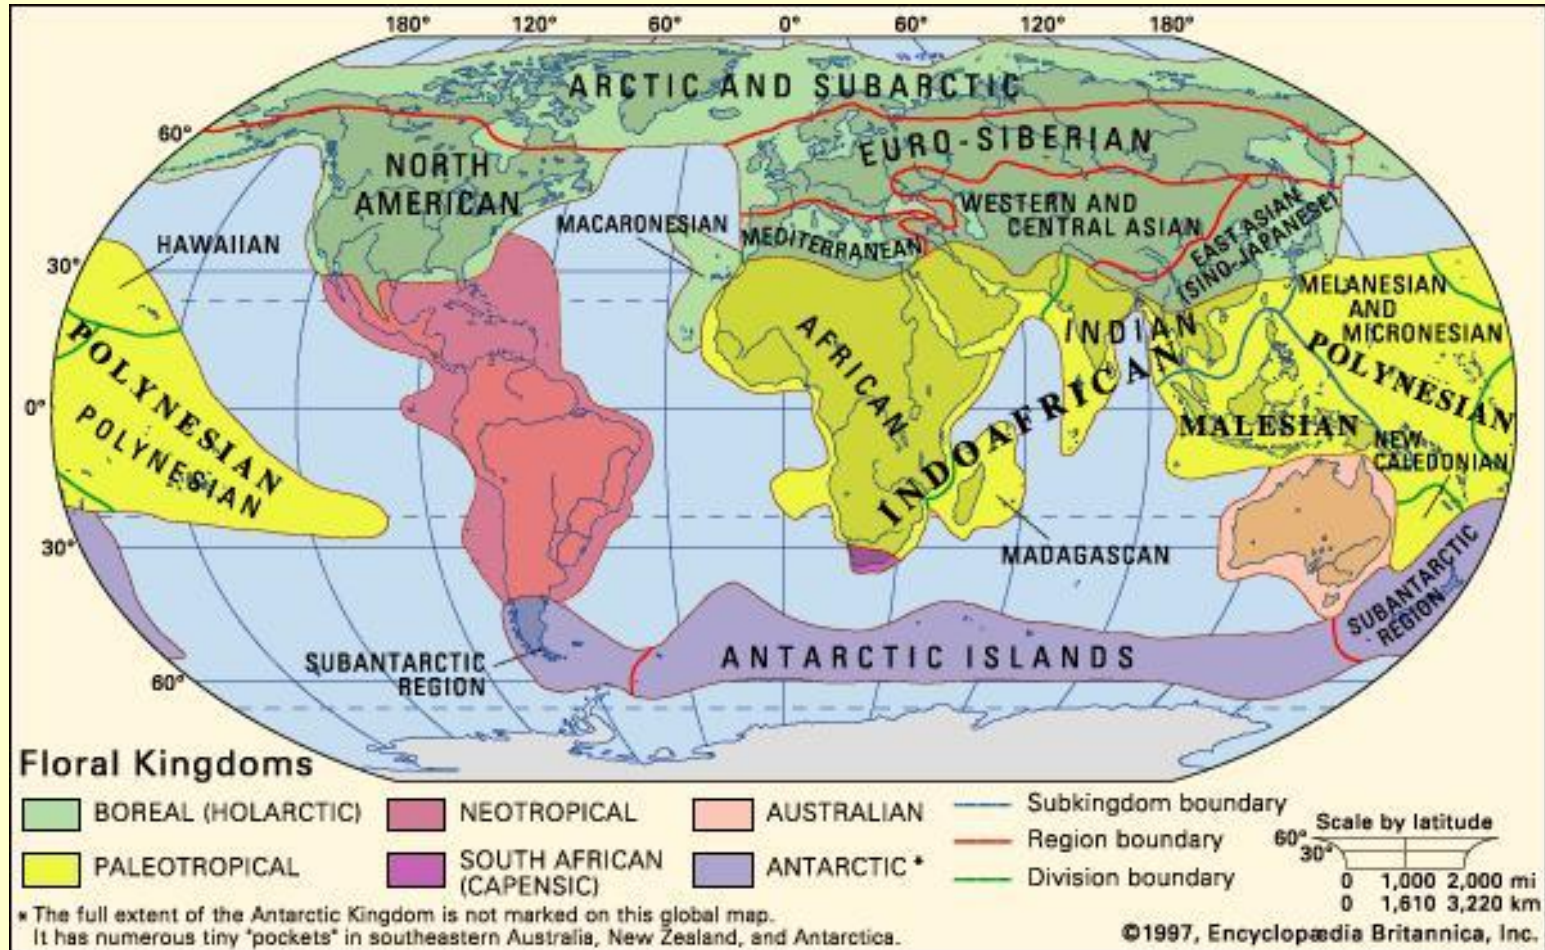 180° 120° 60° 0° 60° 120° 180°
ARCTIC AND SUBARCTIC
60°
EURO-SIBERIAN
NORTH
AMERICAN
WESTERN AND
CENTRAL ASIAN
EAST ASIAN
(SINO-JAPANESE)
MACARONESIAN
MEDITERRANEAN
HAWAIIAN
30°
MELANESIAN
AND
MICRONESIAN
INDIAN
AFRICAN
POLYNESIAN
POLYNESIAN
POLYNESIAN
INDOAFRICAN
0°
MALESIAN
NEW
CALEDONIAN
30°
MADAGASCAN
SUBANTARCTIC
REGION
SUBANTARCTIC
REGION
ANTARCTIC ISLANDS
60°
Floral Kingdoms
BOREAL (HOLARCTIC)
PALEOTROPICAL
NEOTROPICAL
SOUTH AFRICAN
(CAPENSIC)
AUSTRALIAN
ANTARCTIC *
Subkingdom boundary
Region boundary
Division boundary
Scale by latitude
60°
30°
0 1,000 2,000 mi
0 1,610 3,220 km
* The full extent of the Antarctic Kingdom is not marked on this global map.
It has numerous tiny "pockets" in southeastern Australia, New Zealand, and Antarctica.
©1997, Encyclopædia Britannica, Inc.